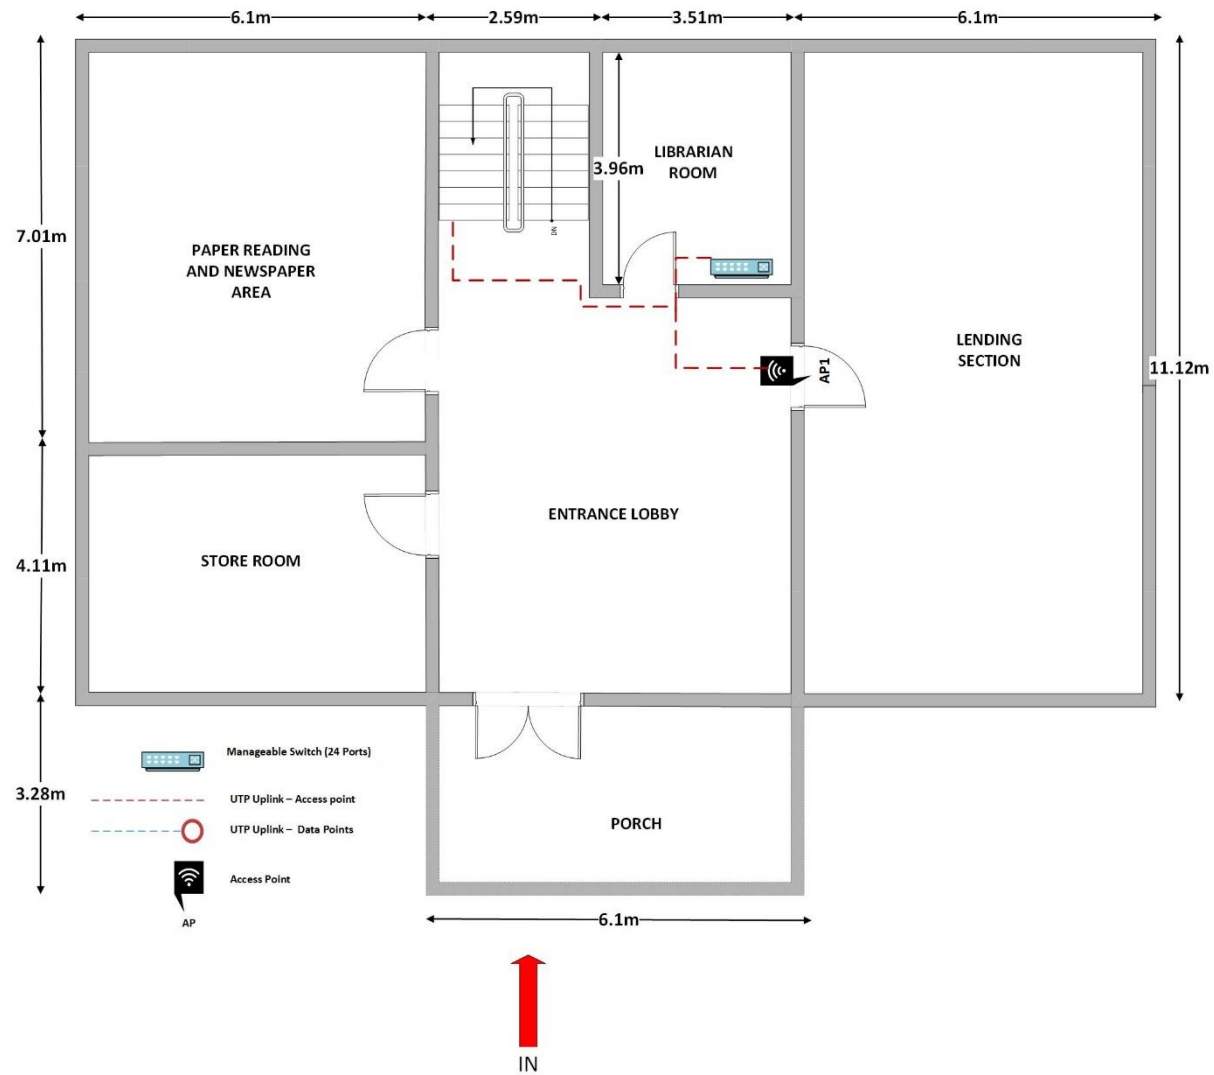 6.1m
2.59m
3.51m
6.1m
LIBRARIAN
ROOM
3.96m
DN
7.01m
PAPER READING
AND NEWSPAPER
AREA
LENDING
SECTION
AP1
11.12m
ENTRANCE LOBBY
STORE ROOM
4.11m
Manageable Switch (24 Ports)
3.28m
UTP Uplink – Access point
UTP Uplink – Data Points
PORCH
Access Point
AP
6.1m
IN